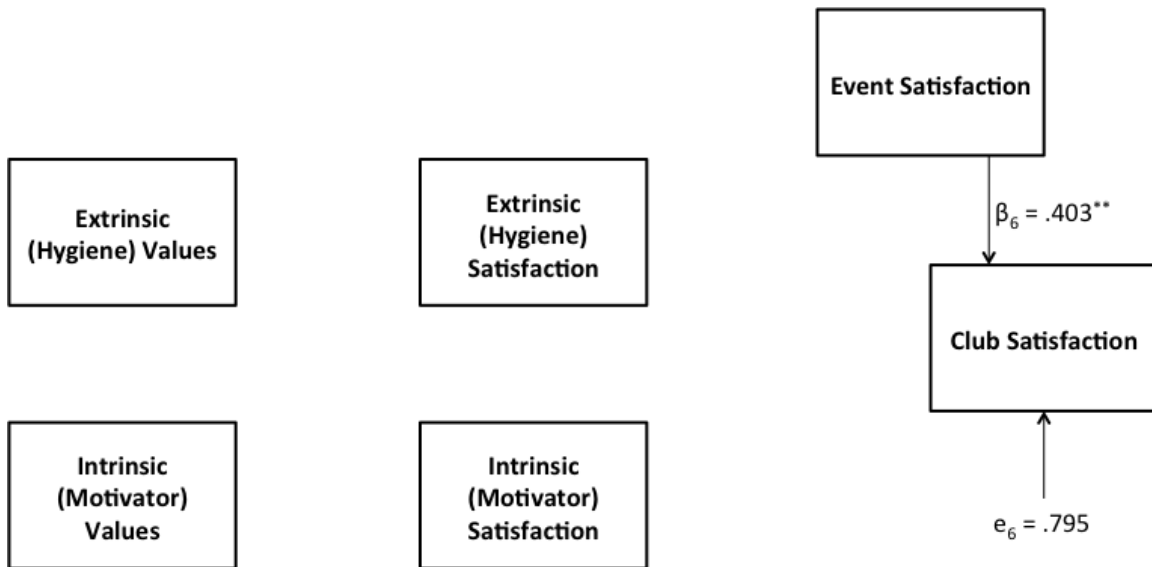 Event Satisfaction
β₆ = .403**
Extrinsic
(Hygiene) Values
Extrinsic
(Hygiene)
Satisfaction
Club Satisfaction
Intrinsic
(Motivator)
Values
Intrinsic
(Motivator)
Satisfaction
e₆ = .795